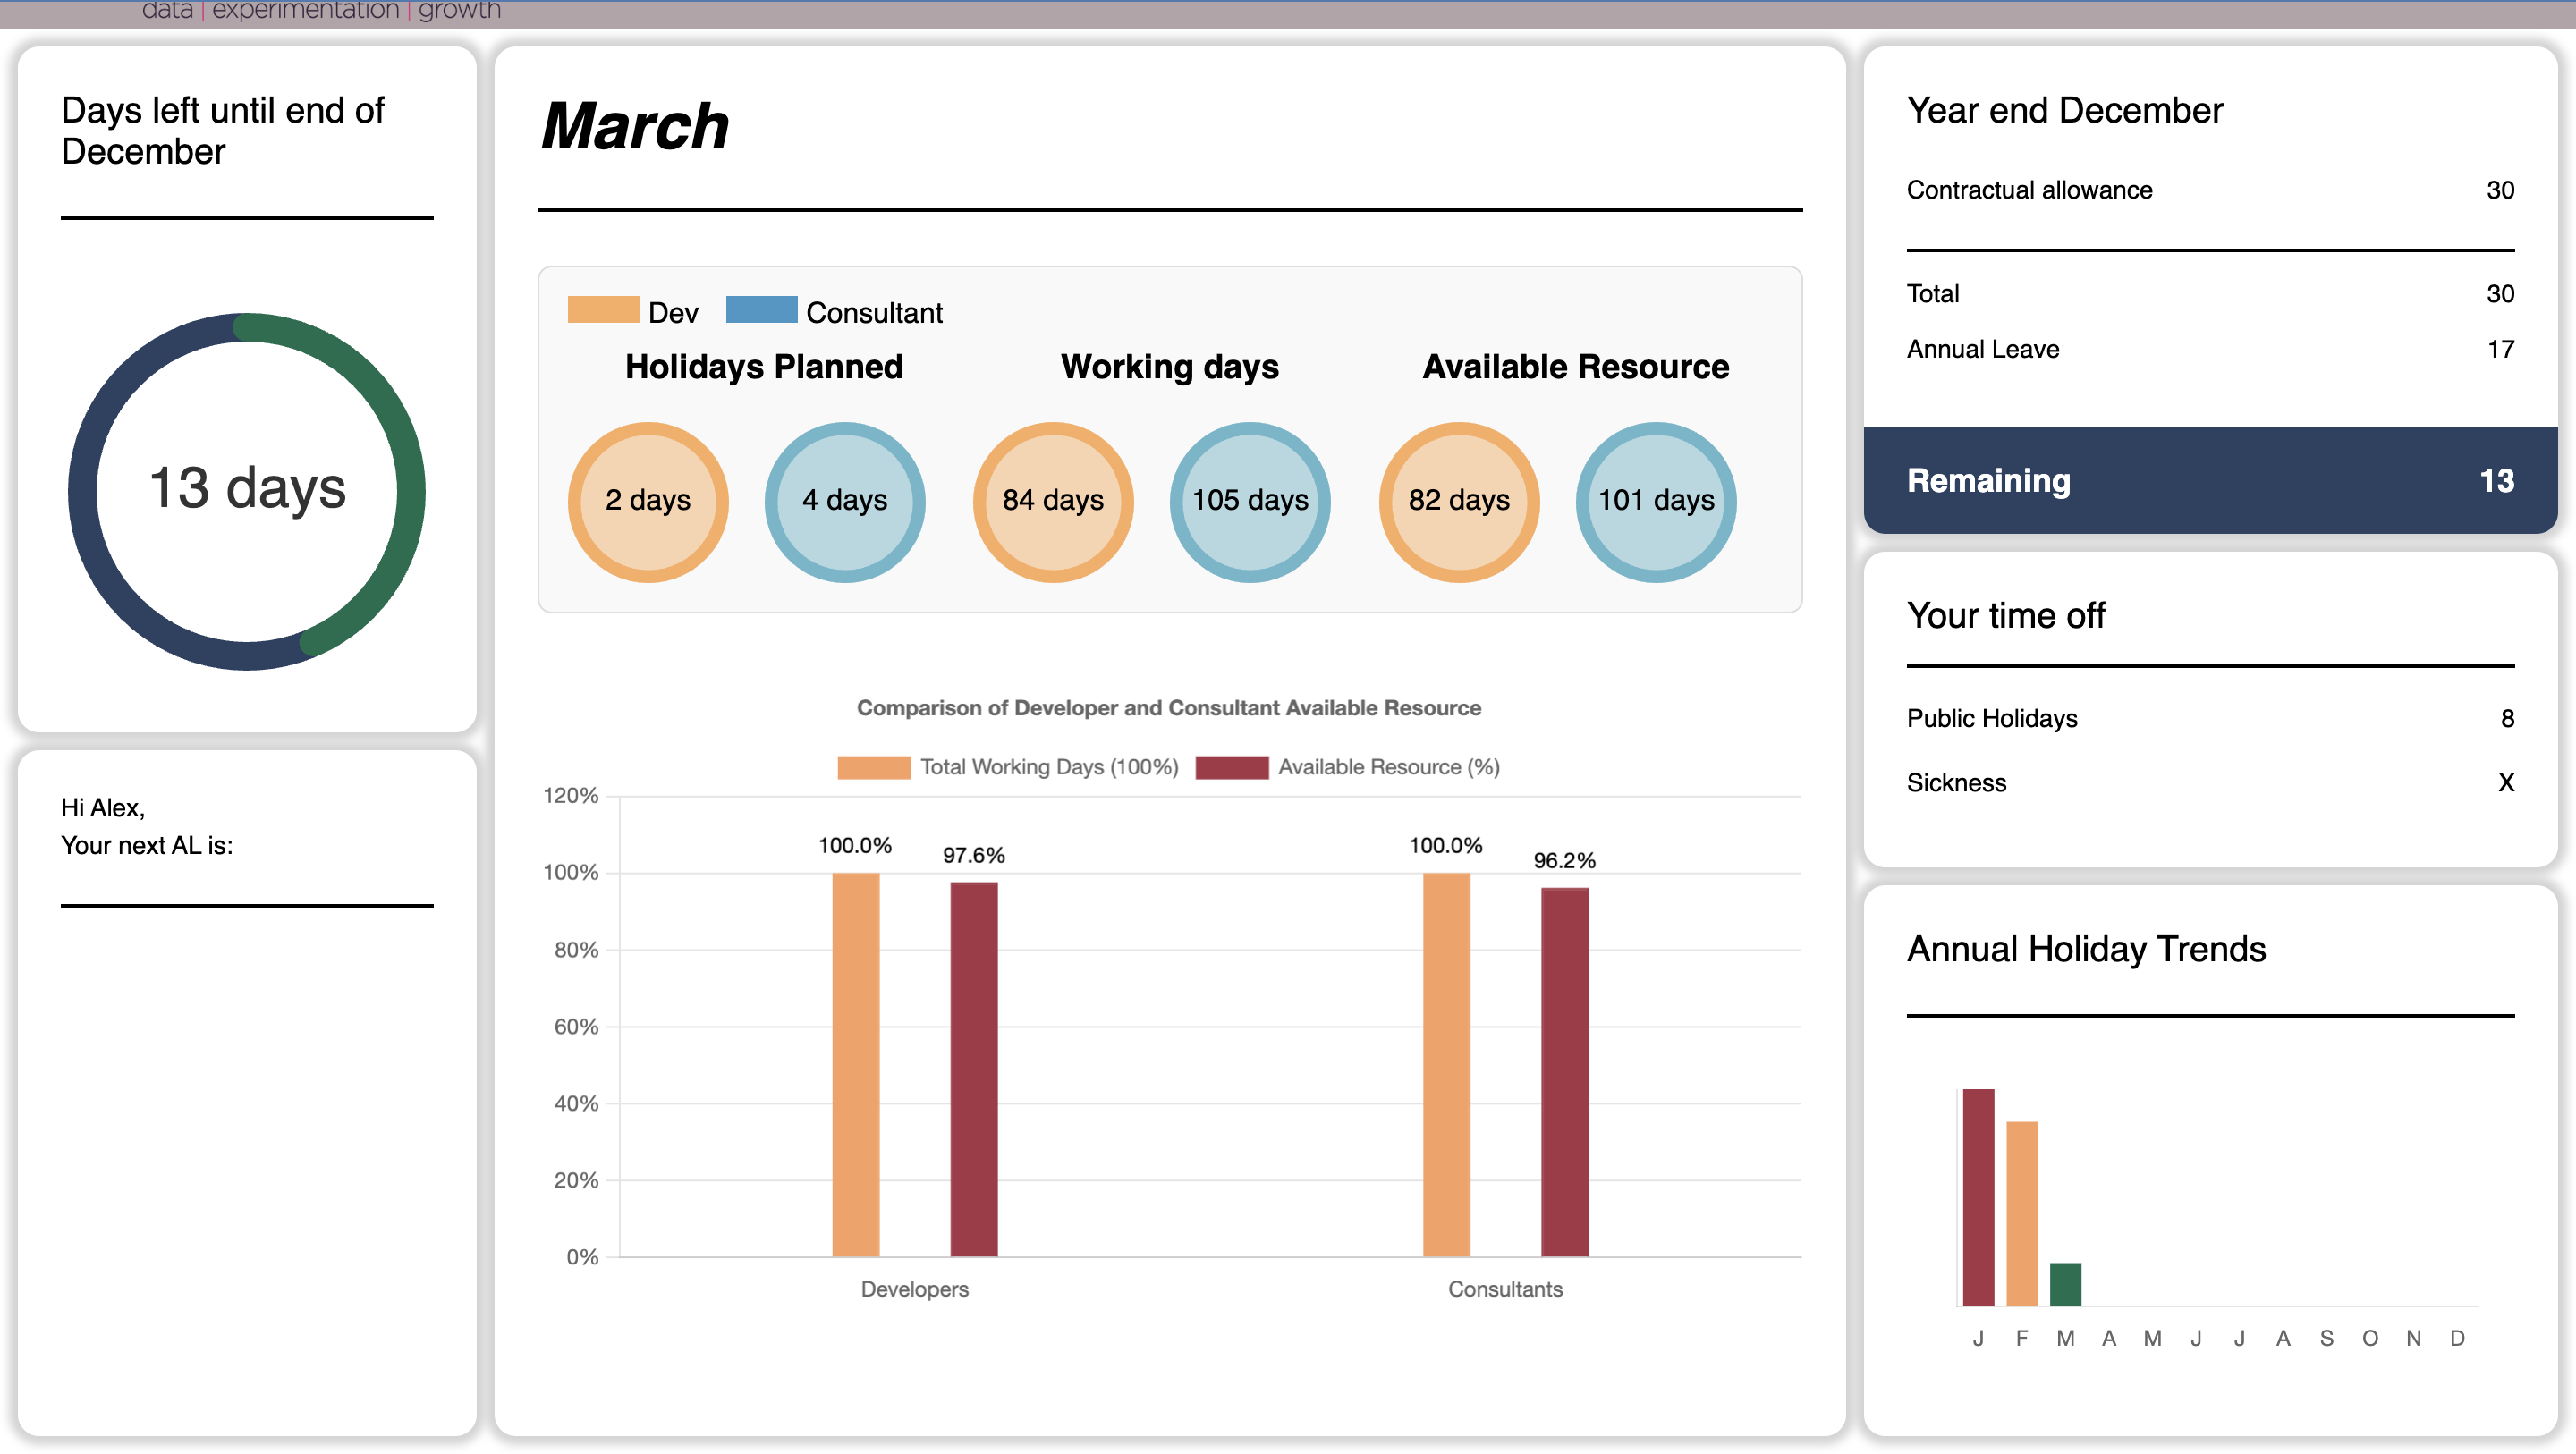 data | experimentation | growth
Days left until end of
December
13 days
Hi Alex,
Your next AL is:
March
Dev Consultant
Holidays Planned Working days Available Resource
2 days 4 days 84 days 105 days 82 days 101 days
Comparison of Developer and Consultant Available Resource
Total Working Days (100%) Available Resource (%)
120%
100%
80%
60%
40%
20%
0%
100.0% 97.6% 100.0% 96.2%
Developers Consultants
Year end December
Contractual allowance 30
Total 30
Annual Leave 17
Remaining 13
Your time off
Public Holidays 8
Sickness X
Annual Holiday Trends
J F M A M J J A S O N D